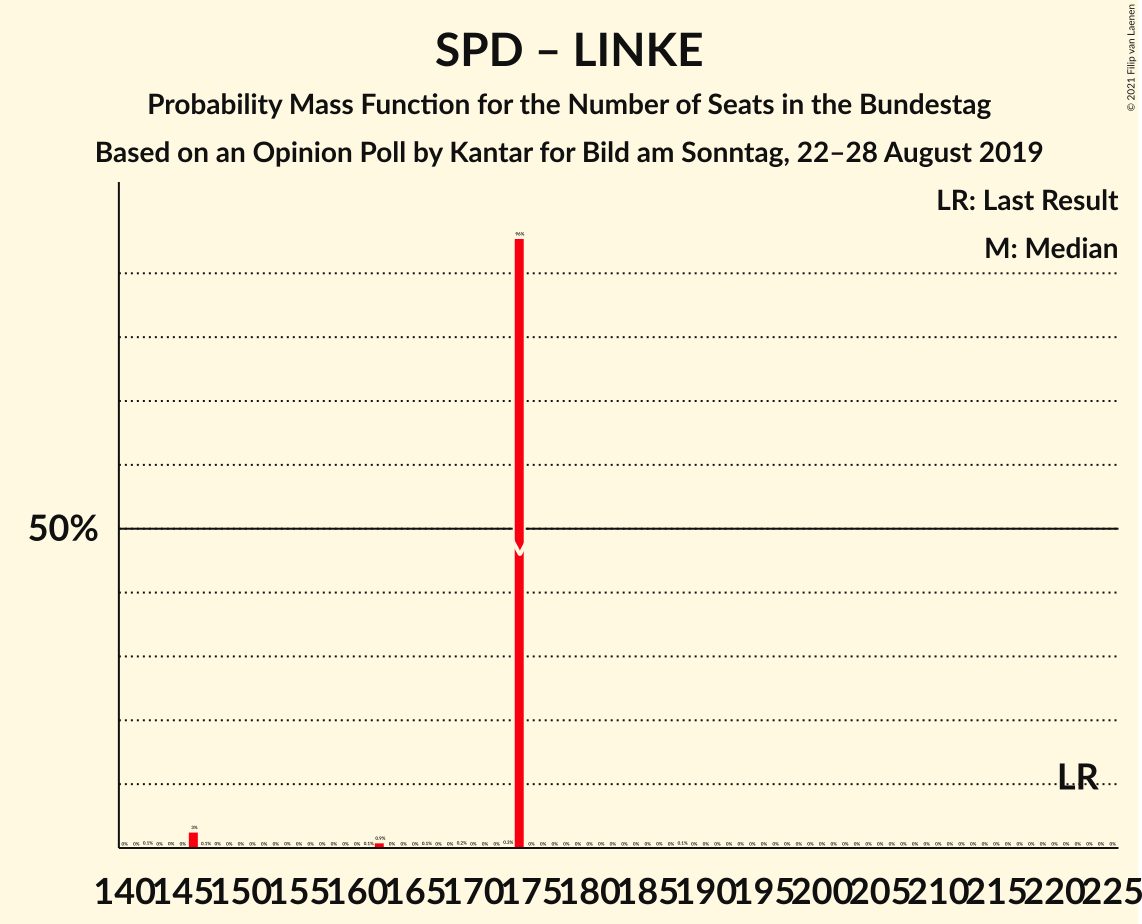 SPD – LINKE
Probability Mass Function for the Number of Seats in the Bundestag
Based on an Opinion Poll by Kantar for Bild am Sonntag, 22–28 August 2019
© 2021 Filip van Laenen
LR: Last Result
M: Median
96%
50%
M
LR
3%
0.9%
140 145 150 155 160 165 170 175 180 185 190 195 200 205 210 215 220 225